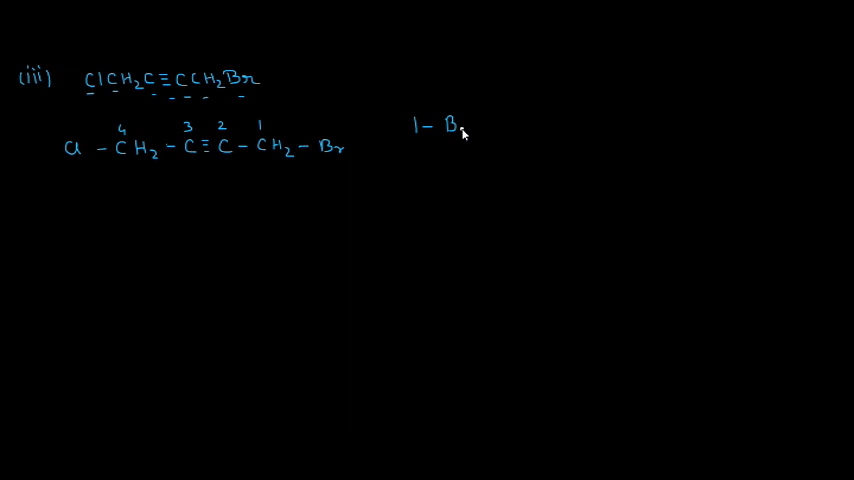 (iii) ClCH₂C≡CCH₂Br
4 3 2 1
Cl – CH₂ – C ≡ C – CH₂ – Br
1 – B